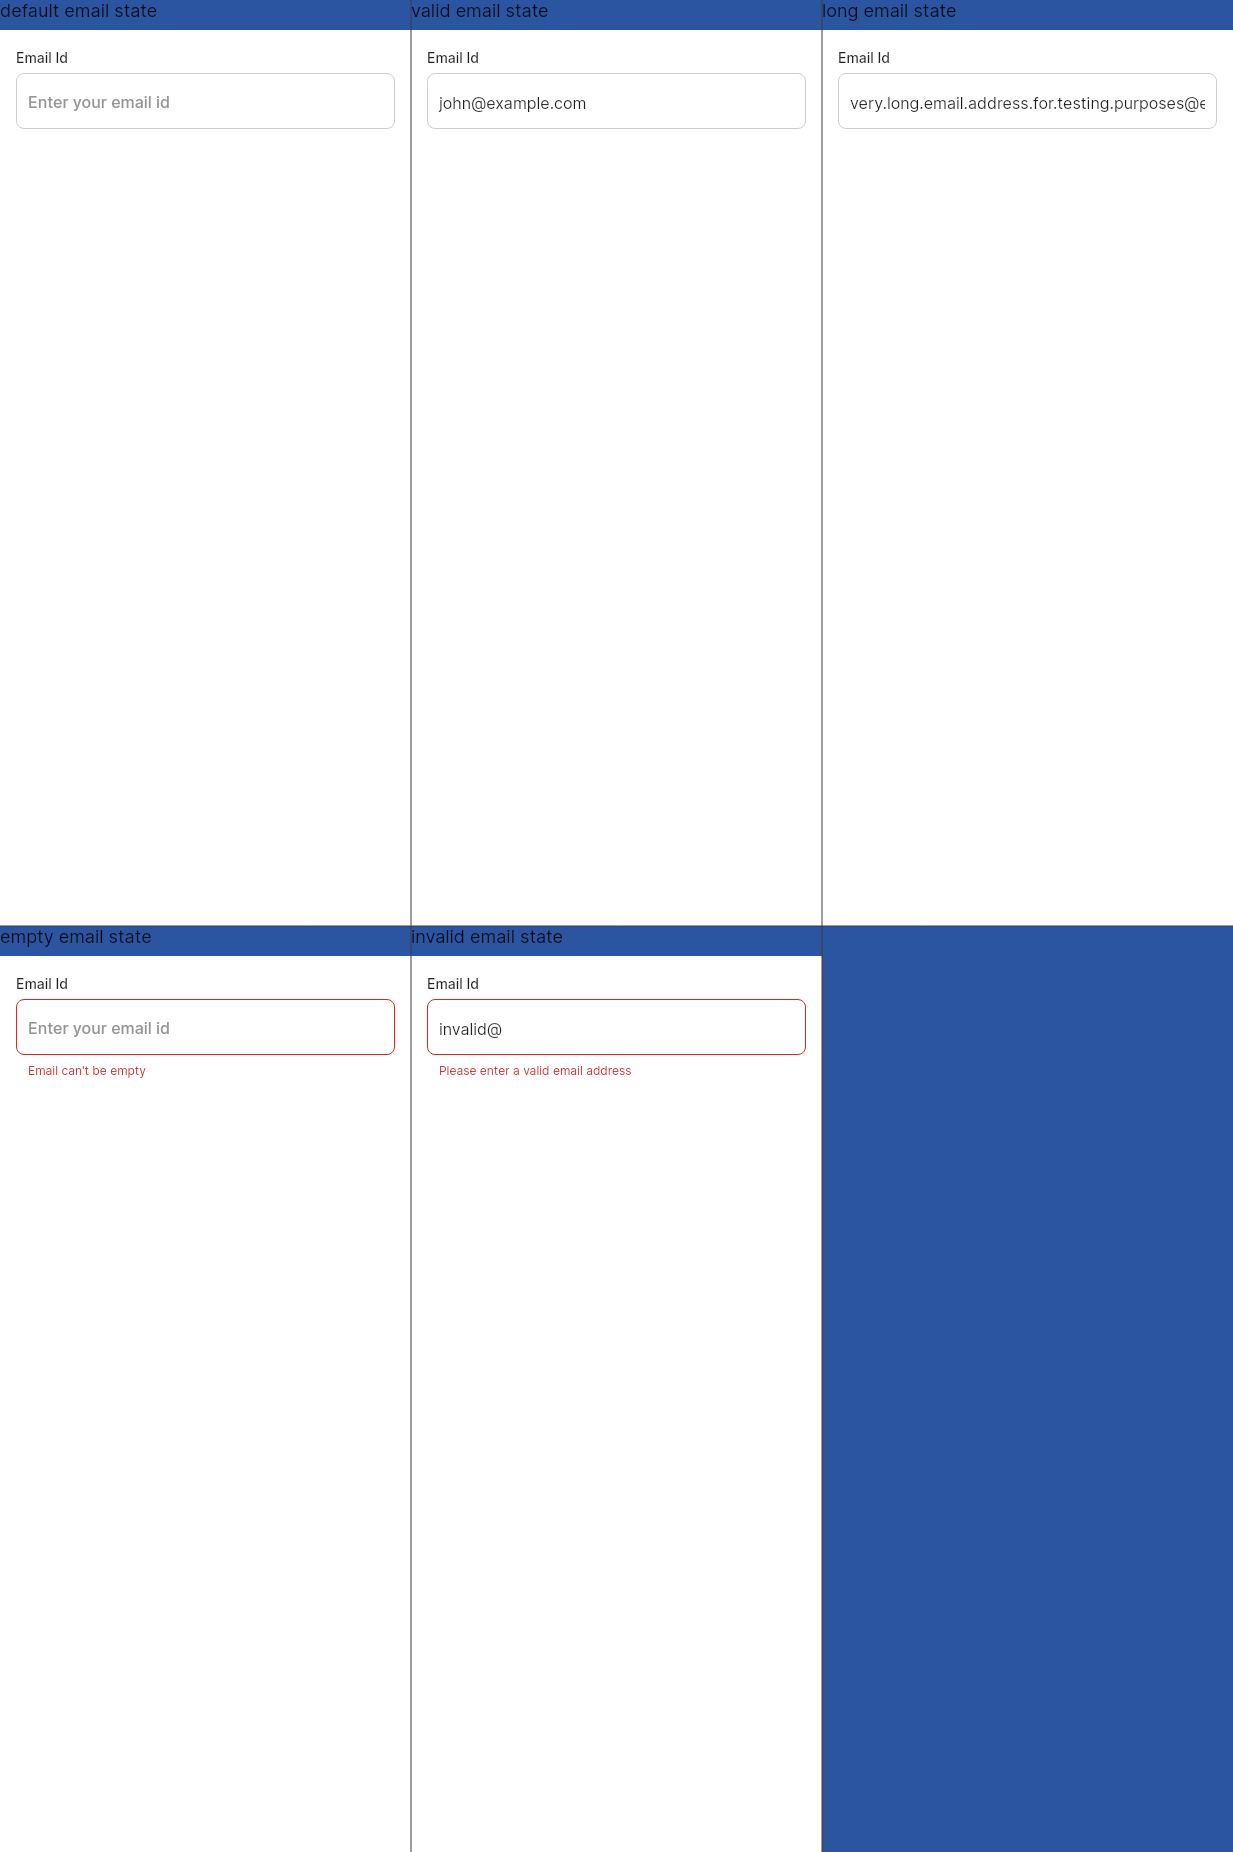 default email state
valid email state
long email state
Email Id
Email Id
Email Id
Enter your email id
john@example.com
very.long.email.address.for.testing.purposes@e
empty email state
invalid email state
Email Id
Email Id
Enter your email id
invalid@
Email can't be empty
Please enter a valid email address